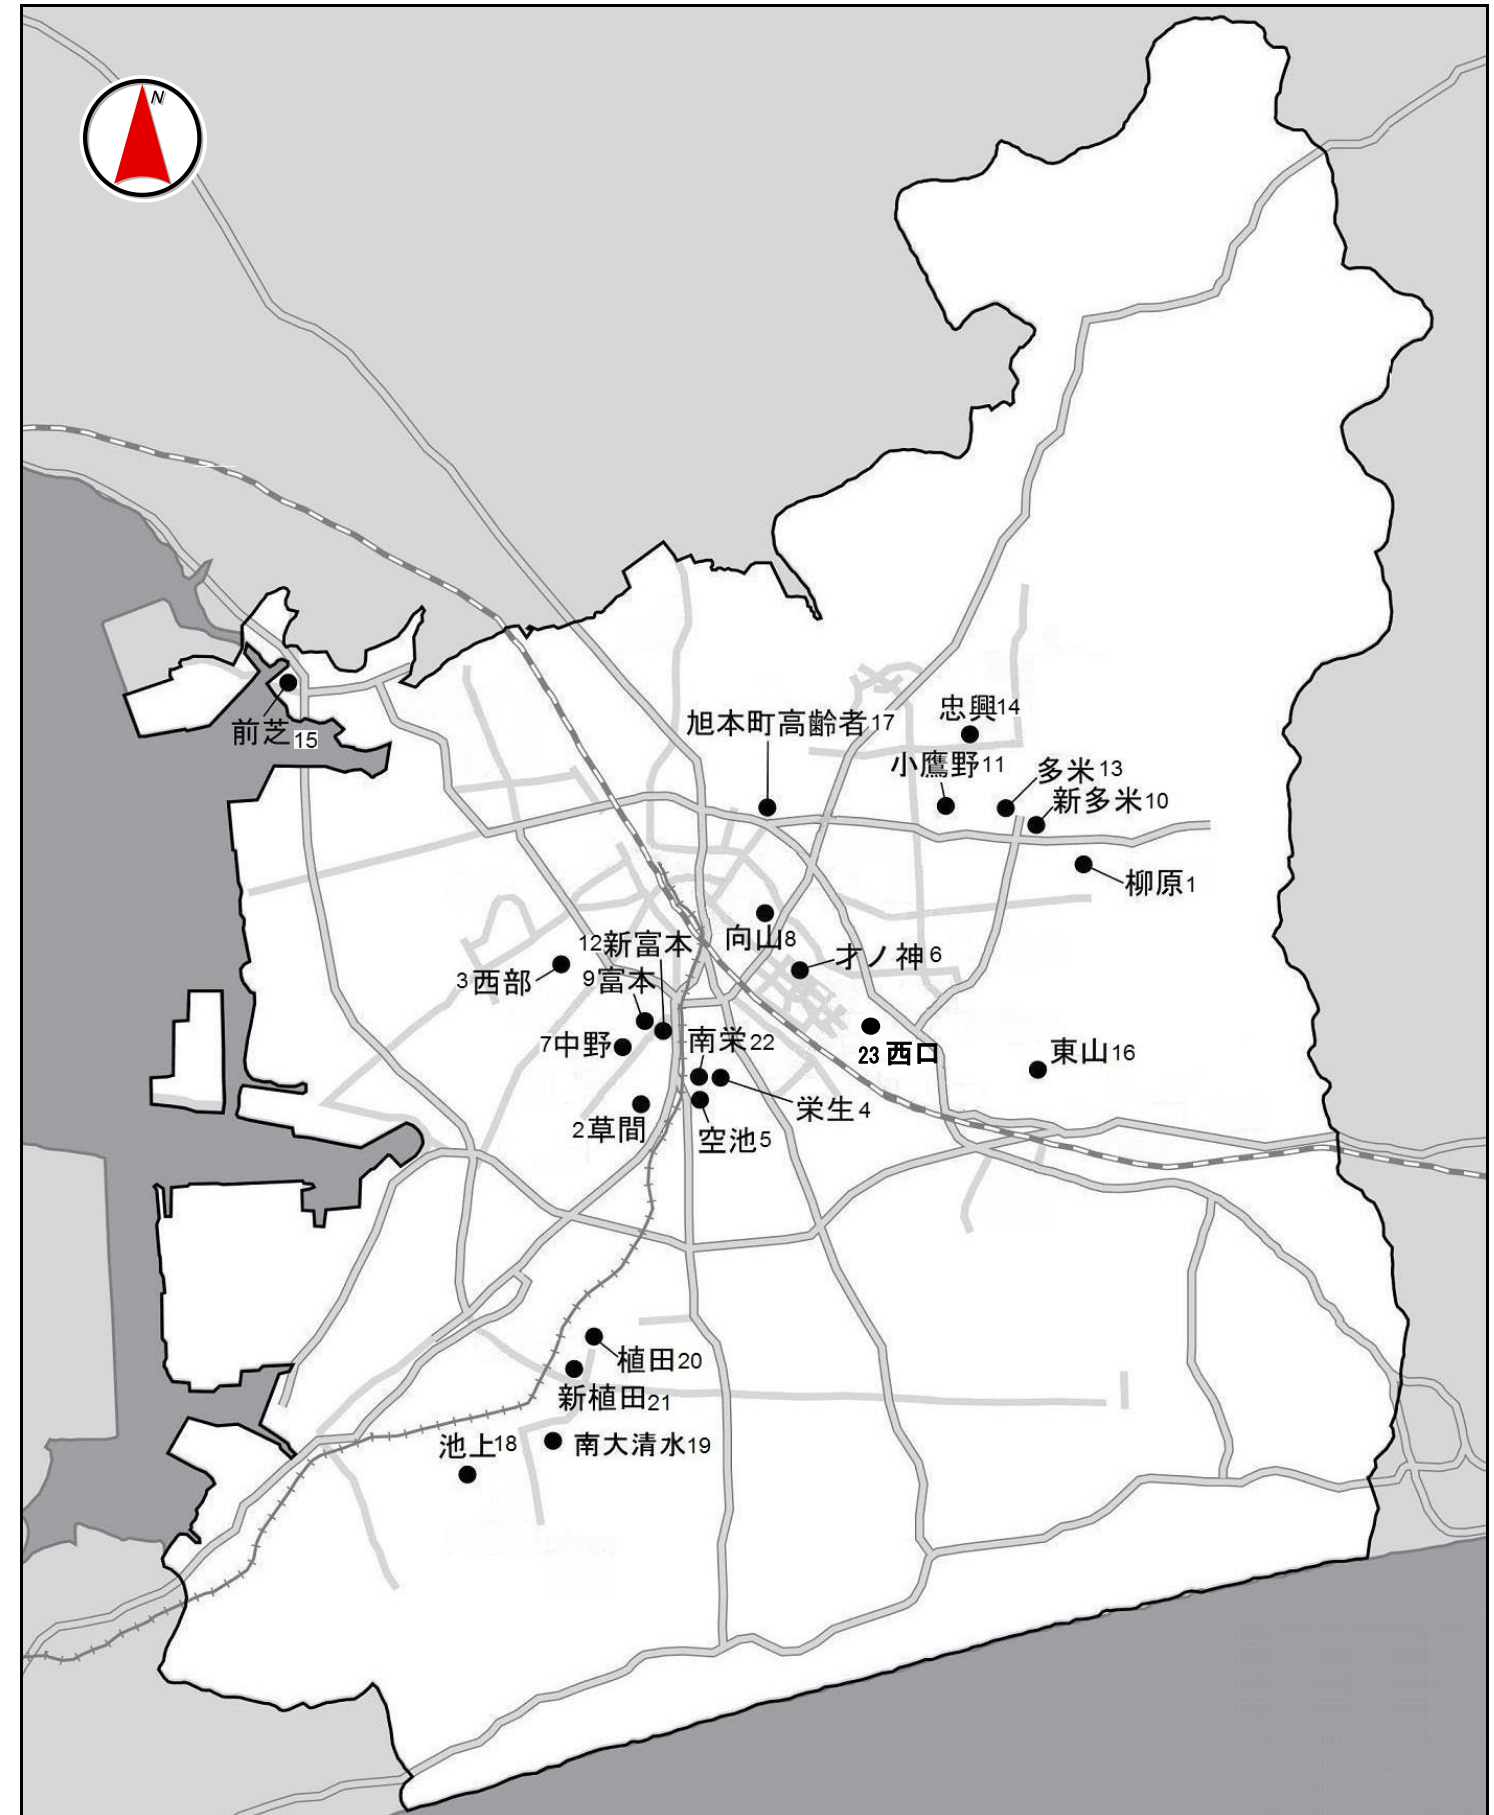 N
前芝15
旭本町高齢者17
忠興14
小鷹野11
多米13
新多米10
柳原1
向山8
才ノ神6
12新富本
9富本
3西部
7中野
南栄22
23西口
東山16
栄生4
2草間
空池5
植田20
新植田21
池上18
南大清水19